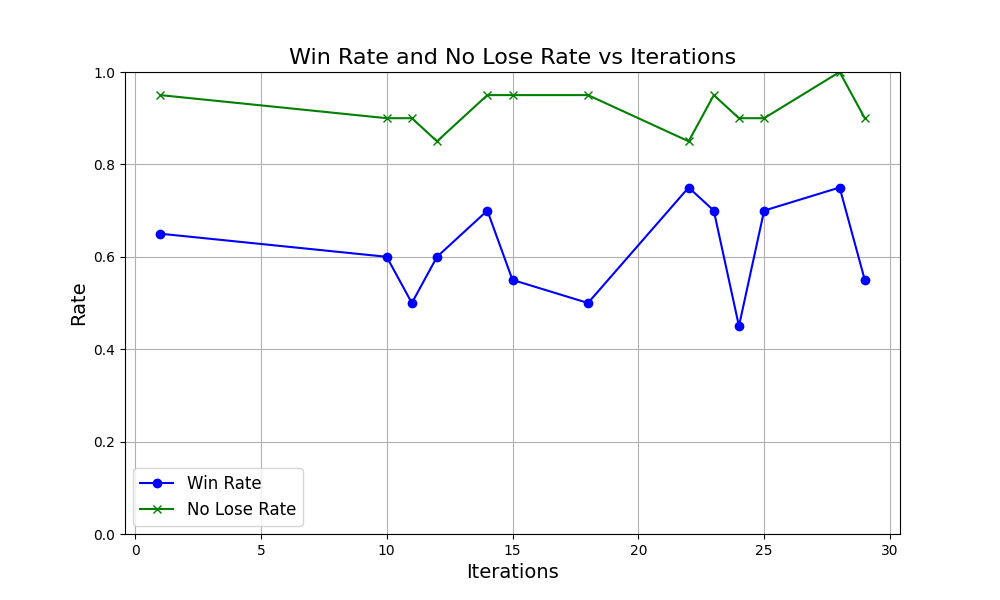 Win Rate and No Lose Rate vs Iterations
1.0
0.8
0.6
0.4
0.2
0.0
Rate
Win Rate
No Lose Rate
0 5 10 15 20 25 30
Iterations